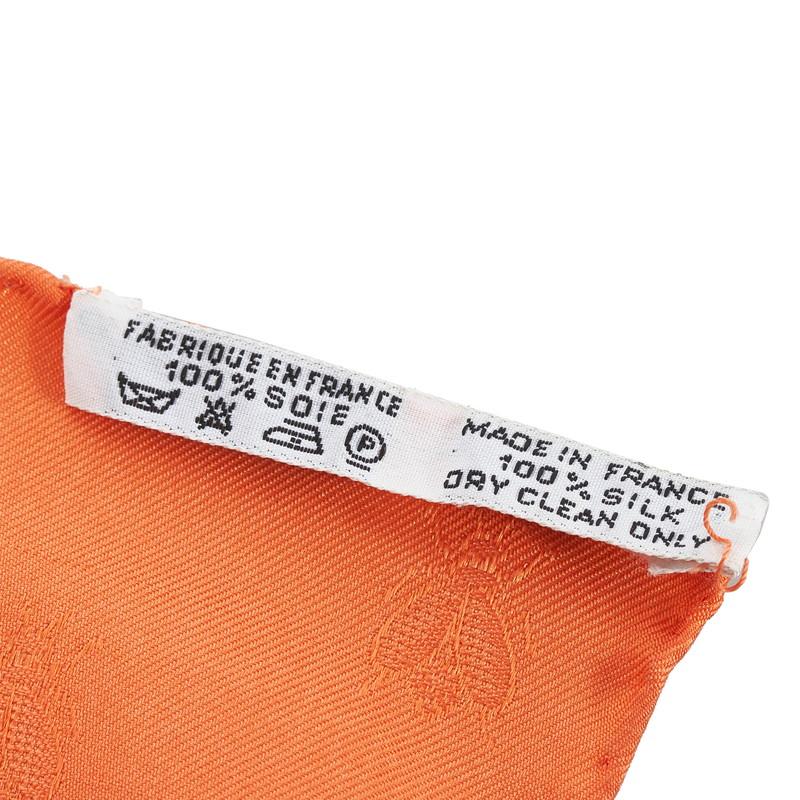 FABRIQUE EN FRANCE
100% SOIE
P
MADE IN FRANCE
100% SILK
DRY CLEAN ONLY